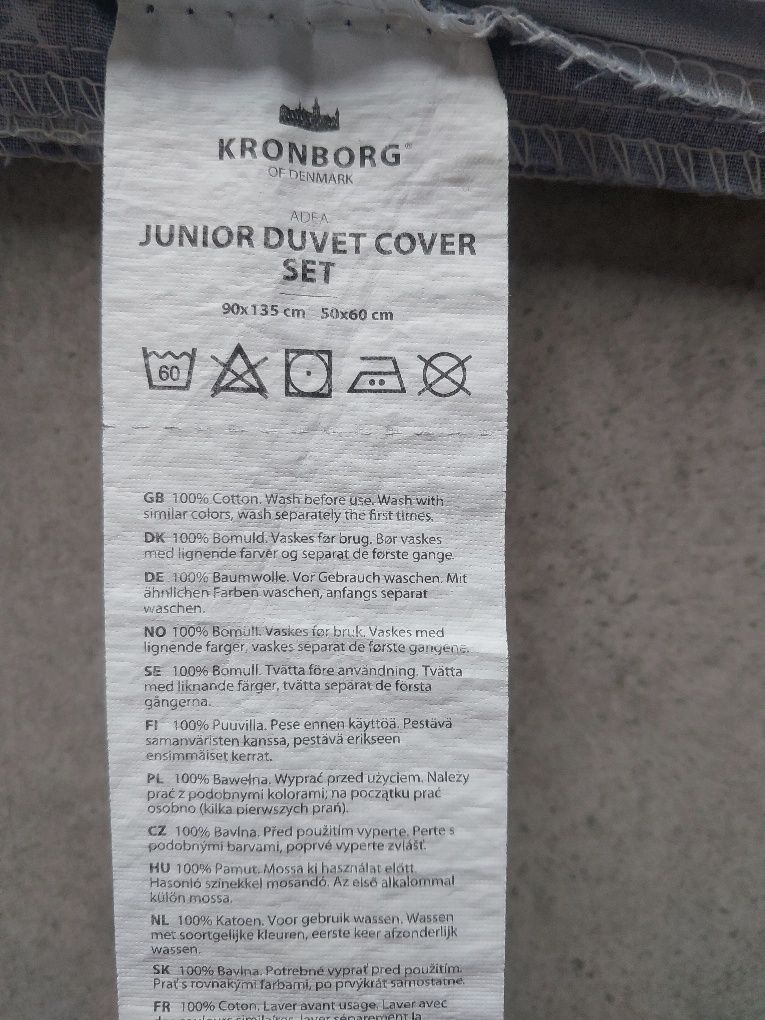 KRONBORG®
OF DENMARK
ADEA
JUNIOR DUVET COVER
SET
90x135 cm 50x60 cm
60
GB 100% Cotton. Wash before use. Wash with
similar colors, wash separately the first times.
DK 100% Bomuld. Vaskes før brug. Bør vaskes
med lignende farver og separat de første gange.
DE 100% Baumwolle. Vor Gebrauch waschen. Mit
ähnlichen Farben waschen, anfangs separat
waschen.
NO 100% Bomull. Vaskes før bruk. Vaskes med
lignende farger, vaskes separat de første gangene.
SE 100% Bomull. Tvätta före användning. Tvätta
med liknande färger, tvätta separat de första
gångerna.
FI 100% Puuvilla. Pese ennen käyttöä. Pestävä
samanväristen kanssa, pestävä erikseen
ensimmäiset kerrat.
PL 100% Bawełna. Wyprać przed użyciem. Należy
prać z podobnymi kolorami; na początku prać
osobno (kilka pierwszych prań).
CZ 100% Bavlna. Před použitím vyperte. Perte s
podobnými barvami, poprvé vyperte zvlášť.
HU 100% Pamut. Mossa ki használat előtt.
Hasonló színekkel mosandó. Az első alkalommal
külön mossa.
NL 100% Katoen. Voor gebruik wassen. Wassen
met soortgelijke kleuren, eerste keer afzonderlijk
wassen.
SK 100% Bavlna. Potrebné vyprať pred použitím.
Prať s rovnakými farbami, po prvýkrát samostatne.
FR 100% Coton. Laver avant usage. Laver avec
des couleurs similaires, laver séparément la